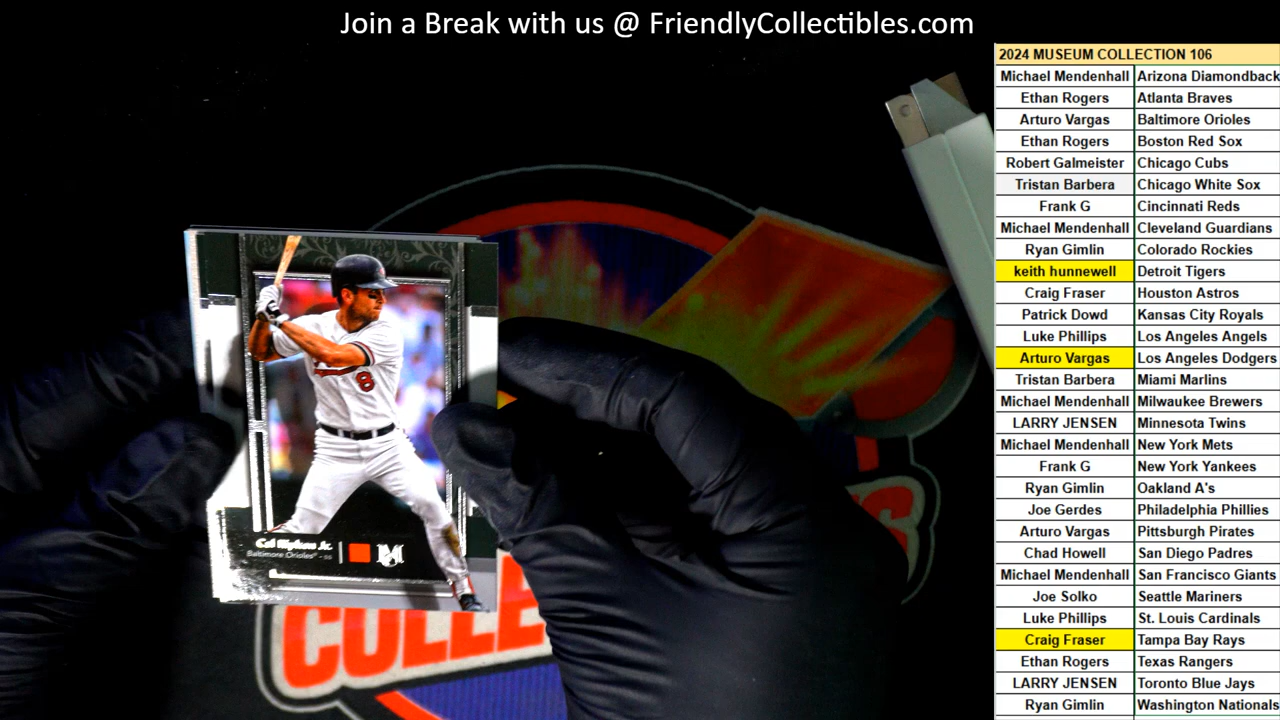 Join a Break with us @ FriendlyCollectibles.com
2024 MUSEUM COLLECTION 106
Michael Mendenhall Arizona Diamondback
Ethan Rogers Atlanta Braves
Arturo Vargas Baltimore Orioles
Ethan Rogers Boston Red Sox
Robert Galmeister Chicago Cubs
Tristan Barbera Chicago White Sox
Frank G Cincinnati Reds
Michael Mendenhall Cleveland Guardians
Ryan Gimlin Colorado Rockies
keith hunnewell Detroit Tigers
Craig Fraser Houston Astros
Patrick Dowd Kansas City Royals
Luke Phillips Los Angeles Angels
Arturo Vargas Los Angeles Dodgers
Tristan Barbera Miami Marlins
Michael Mendenhall Milwaukee Brewers
LARRY JENSEN Minnesota Twins
Michael Mendenhall New York Mets
Frank G New York Yankees
Ryan Gimlin Oakland A's
Joe Gerdes Philadelphia Phillies
Arturo Vargas Pittsburgh Pirates
Chad Howell San Diego Padres
Michael Mendenhall San Francisco Giants
Joe Solko Seattle Mariners
Luke Phillips St. Louis Cardinals
Craig Fraser Tampa Bay Rays
Ethan Rogers Texas Rangers
LARRY JENSEN Toronto Blue Jays
Ryan Gimlin Washington Nationals
8
Cal Ripken Jr.
Baltimore Orioles® - SS
M
COLLE